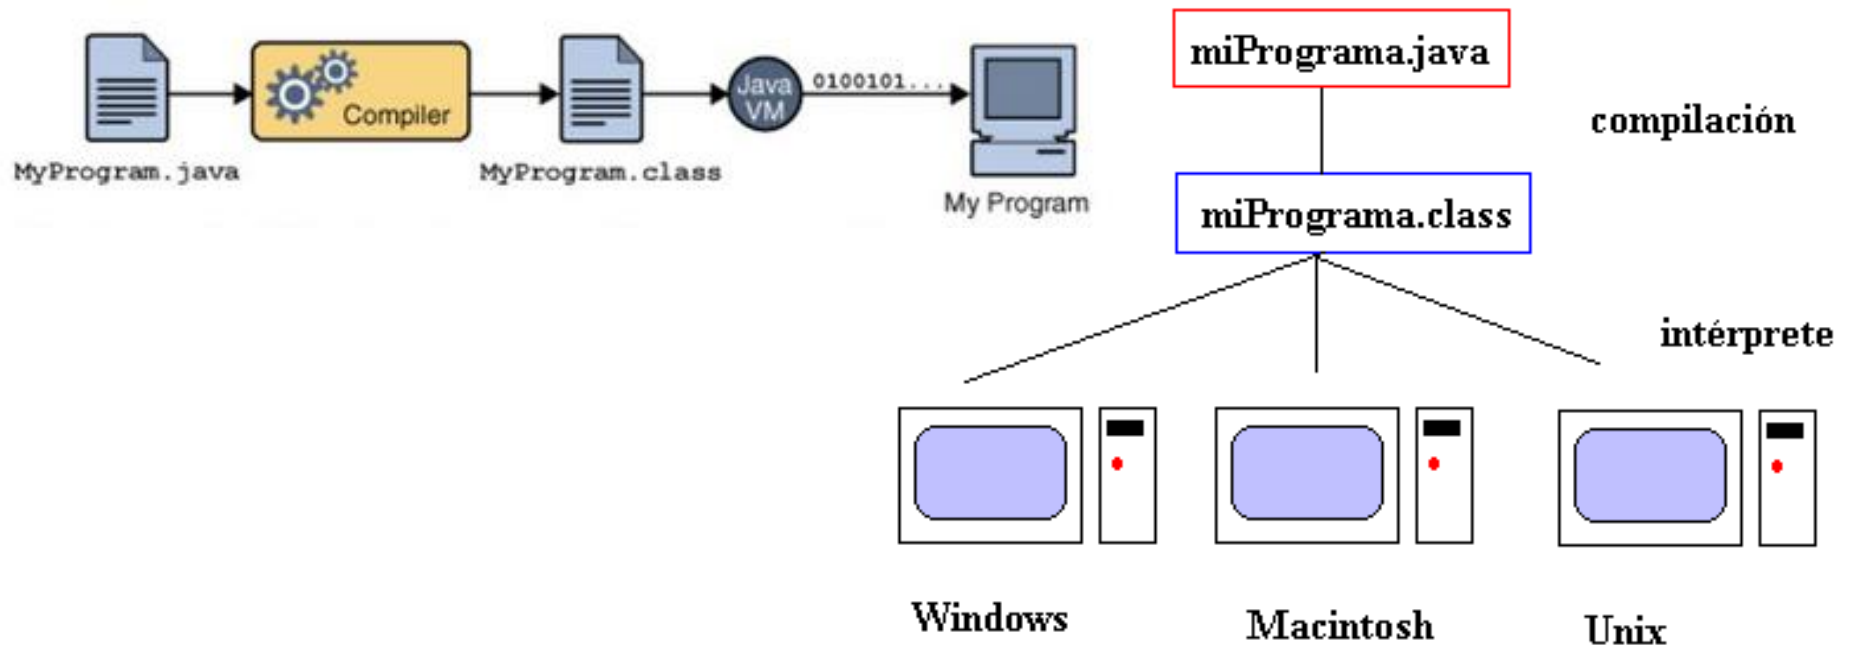 MyProgram.java
Compiler
MyProgram.class
Java
VM
0100101...
My Program
miPrograma.java
compilación
miPrograma.class
intérprete
Windows
Macintosh
Unix